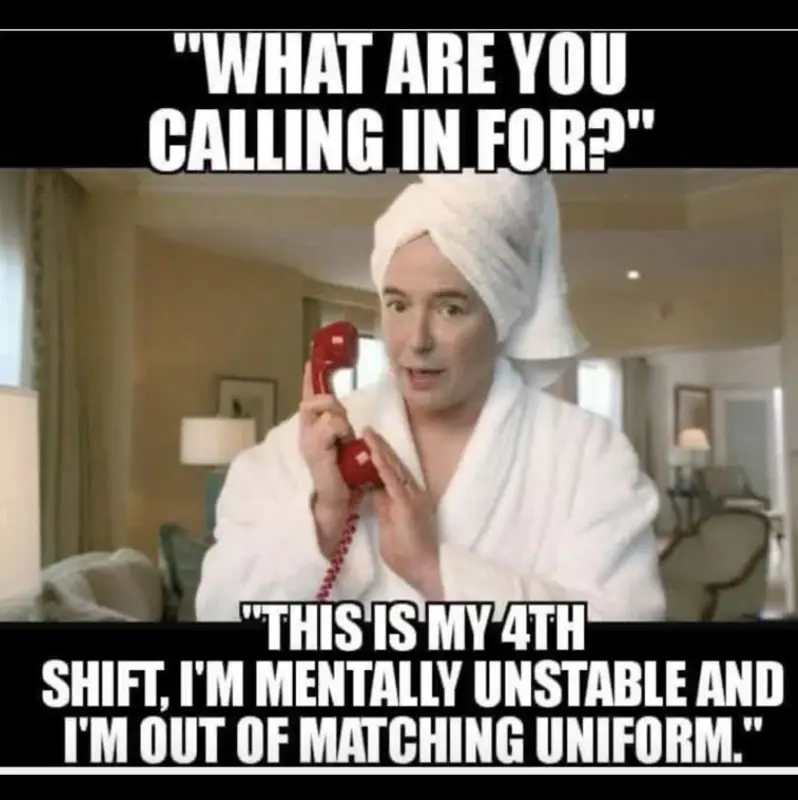 "WHAT ARE YOU
CALLING IN FOR?"
"THIS IS MY 4TH
SHIFT, I'M MENTALLY UNSTABLE AND
I'M OUT OF MATCHING UNIFORM."